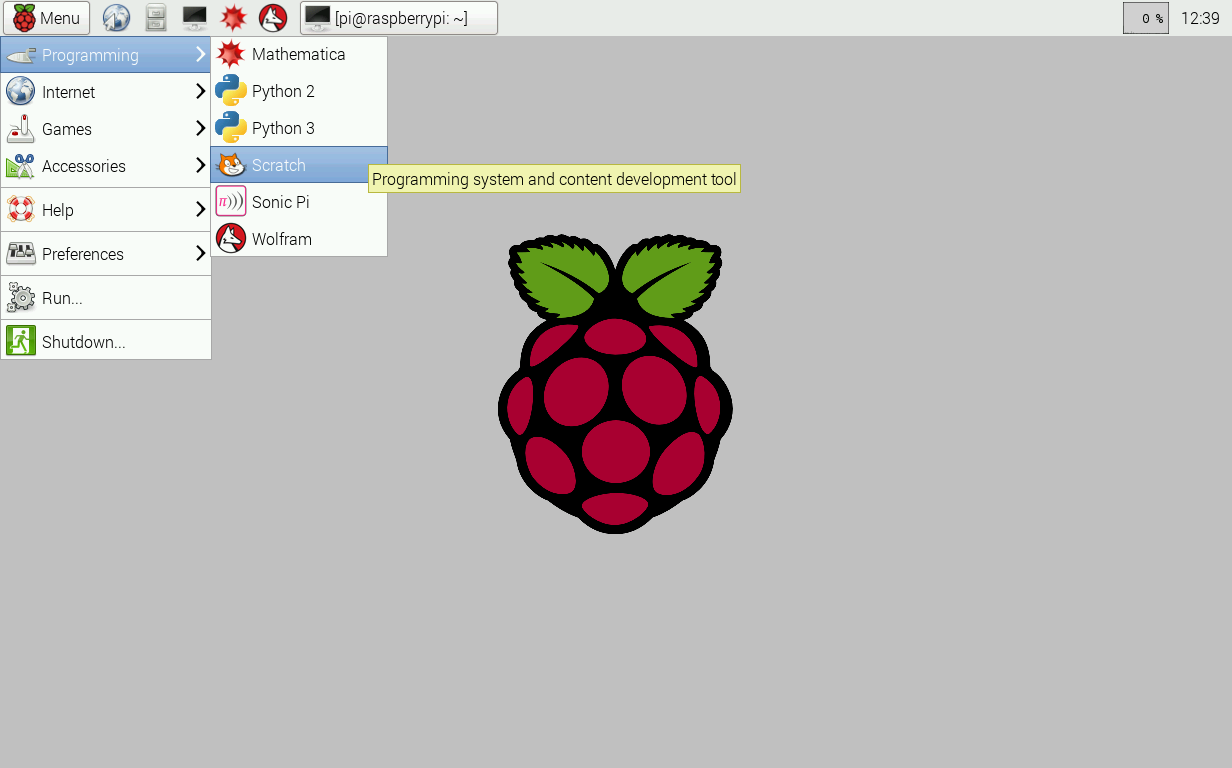 Menu
[pi@raspberrypi: ~]
0 %
12:39
Programming
Internet
Games
Accessories
Help
Preferences
Run...
Shutdown...
Mathematica
Python 2
Python 3
Scratch
Programming system and content development tool
π)))
Sonic Pi
Wolfram